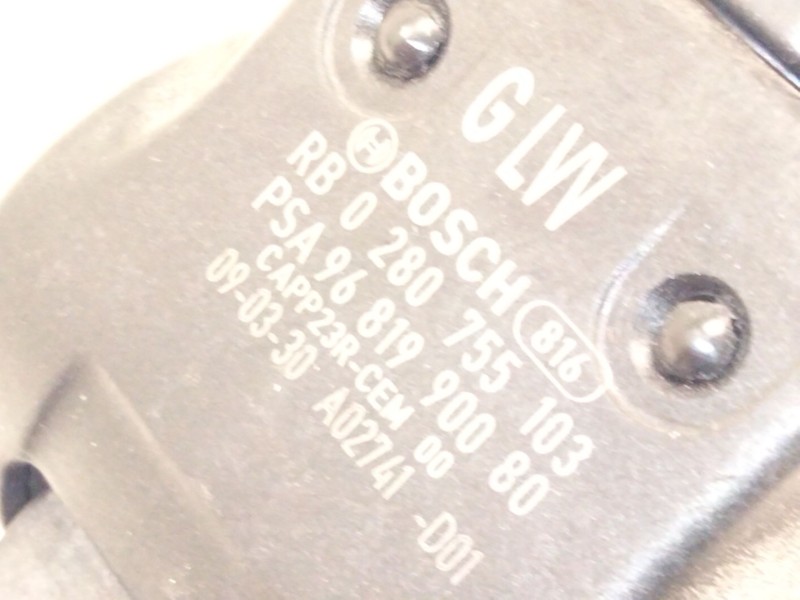 GLW
BOSCH 816
RB 0 280 755 103
PSA 96 819 900 80
CAPP23R-CEM 00
09-03-30 A02741 -D01